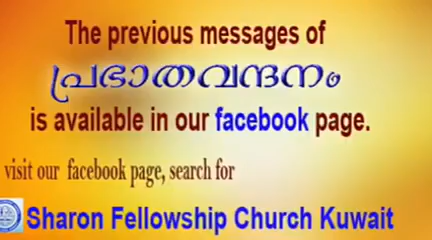 The previous messages of
പ്രഭാതവന്ദനം
is available in our facebook page.
visit our facebook page, search for
Sharon Fellowship Church Kuwait